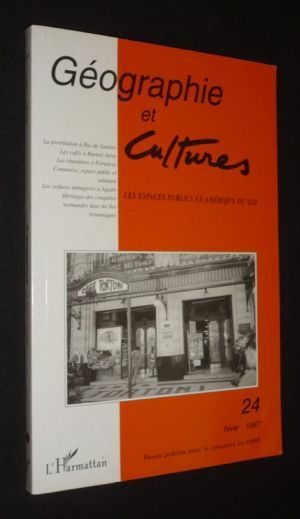 Géographie
et
Cultures
La prostitution à Rio de Janeiro
Les cafés à Buenos Aires
Les cimetières à Fortaleza
Commerce, espace public et
urbanité
Les ordures ménagères à Agadir
Héritages des conquêtes
normandes dans les îles
britanniques
LES ESPACES PUBLICS EN AMÉRIQUE DU SUD
CAFE TORTONI
24
hiver 1997
Revue publiée avec le concours du CNRS
L'Harmattan